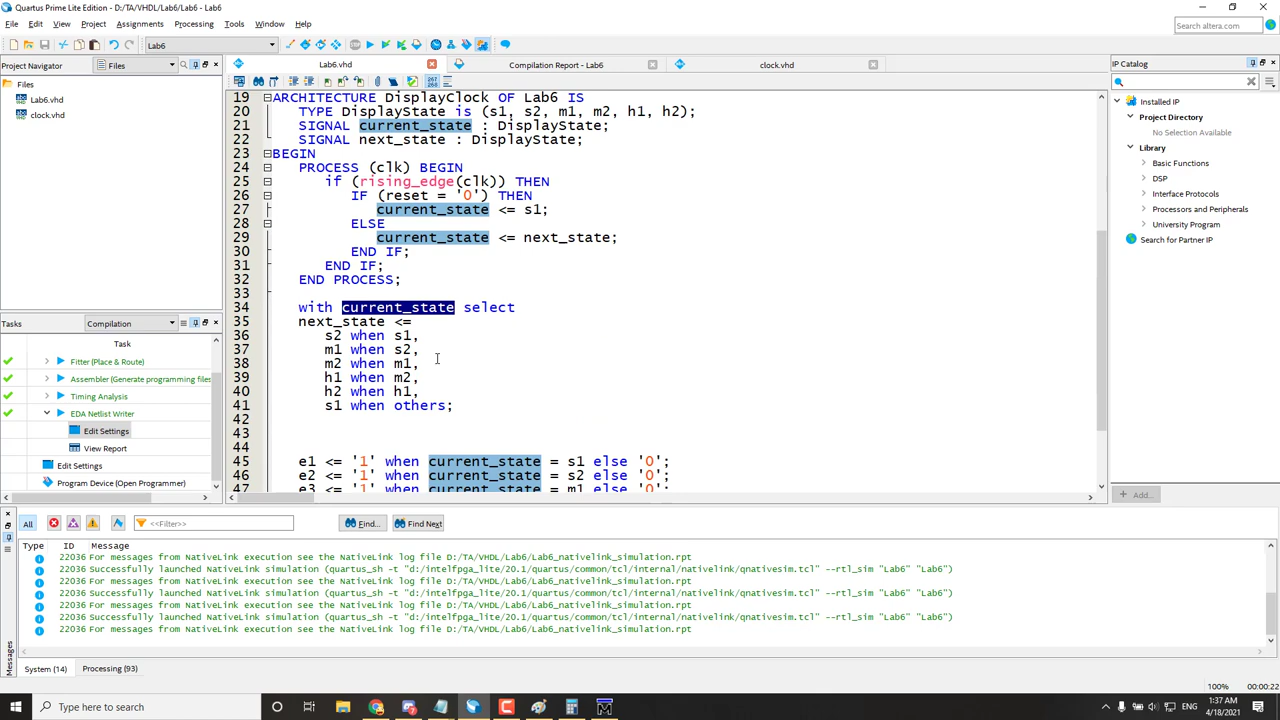 Quartus Prime Lite Edition - D:/TA/VHDL/Lab6/Lab6 - Lab6
File Edit View Project Assignments Processing Tools Window Help
Search altera.com
Lab6
Project Navigator Files
Files
Lab6.vhd
clock.vhd
Tasks Compilation
Task
Fitter (Place & Route)
Assembler (Generate programming files
Timing Analysis
EDA Netlist Writer
Edit Settings
View Report
Edit Settings
Program Device (Open Programmer)
Lab6.vhd Compilation Report - Lab6 clock.vhd
19 ARCHITECTURE DisplayClock OF Lab6 IS
20 TYPE DisplayState is (s1, s2, m1, m2, h1, h2);
21 SIGNAL current_state : DisplayState;
22 SIGNAL next_state : DisplayState;
23 BEGIN
24 PROCESS (clk) BEGIN
25 if (rising_edge(clk)) THEN
26 IF (reset = '0') THEN
27 current_state <= s1;
28 ELSE
29 current_state <= next_state;
30 END IF;
31 END IF;
32 END PROCESS;
33
34 with current_state select
35 next_state <=
36 s2 when s1,
37 m1 when s2,
38 m2 when m1,
39 h1 when m2,
40 h2 when h1,
41 s1 when others;
42
43
44
45 e1 <= '1' when current_state = s1 else '0';
46 e2 <= '1' when current_state = s2 else '0';
47 e3 <= '1' when current_state = m1 else '0';
IP Catalog
Installed IP
Project Directory
No Selection Available
Library
Basic Functions
DSP
Interface Protocols
Processors and Peripherals
University Program
Search for Partner IP
Add...
All <<Filter>> Find... Find Next
Type ID Message
22036 For messages from NativeLink execution see the NativeLink log file D:/TA/VHDL/Lab6/Lab6_nativelink_simulation.rpt
22036 Successfully launched NativeLink simulation (quartus_sh -t "d:/intelfpga_lite/20.1/quartus/common/tcl/internal/nativelink/qnativesim.tcl" --rtl_sim "Lab6" "Lab6")
22036 For messages from NativeLink execution see the NativeLink log file D:/TA/VHDL/Lab6/Lab6_nativelink_simulation.rpt
22036 Successfully launched NativeLink simulation (quartus_sh -t "d:/intelfpga_lite/20.1/quartus/common/tcl/internal/nativelink/qnativesim.tcl" --rtl_sim "Lab6" "Lab6")
22036 For messages from NativeLink execution see the NativeLink log file D:/TA/VHDL/Lab6/Lab6_nativelink_simulation.rpt
22036 Successfully launched NativeLink simulation (quartus_sh -t "d:/intelfpga_lite/20.1/quartus/common/tcl/internal/nativelink/qnativesim.tcl" --rtl_sim "Lab6" "Lab6")
22036 For messages from NativeLink execution see the NativeLink log file D:/TA/VHDL/Lab6/Lab6_nativelink_simulation.rpt
Messages
System (14) Processing (93)
100% 00:00:22
Type here to search
ENG
1:37 AM
4/18/2021